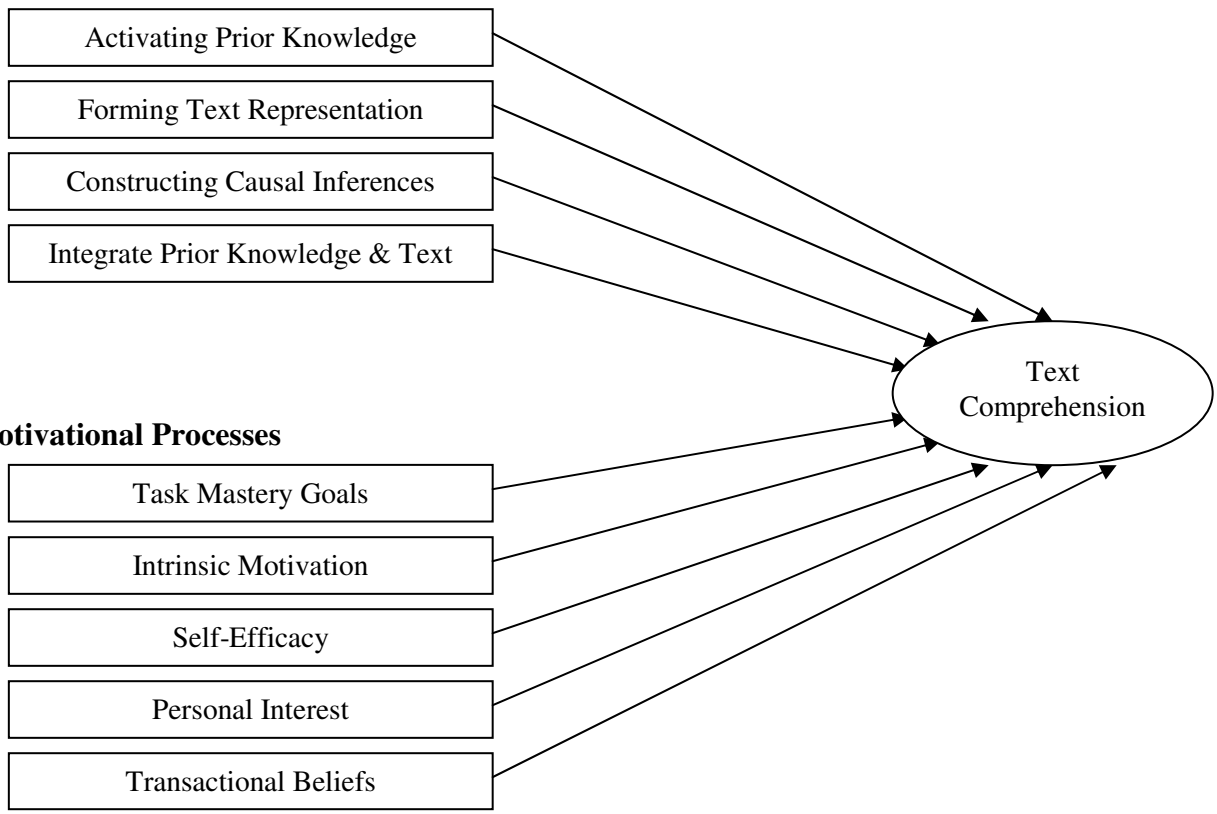 Activating Prior Knowledge
Forming Text Representation
Constructing Causal Inferences
Integrate Prior Knowledge & Text
Text
Comprehension
otivational Processes
Task Mastery Goals
Intrinsic Motivation
Self-Efficacy
Personal Interest
Transactional Beliefs